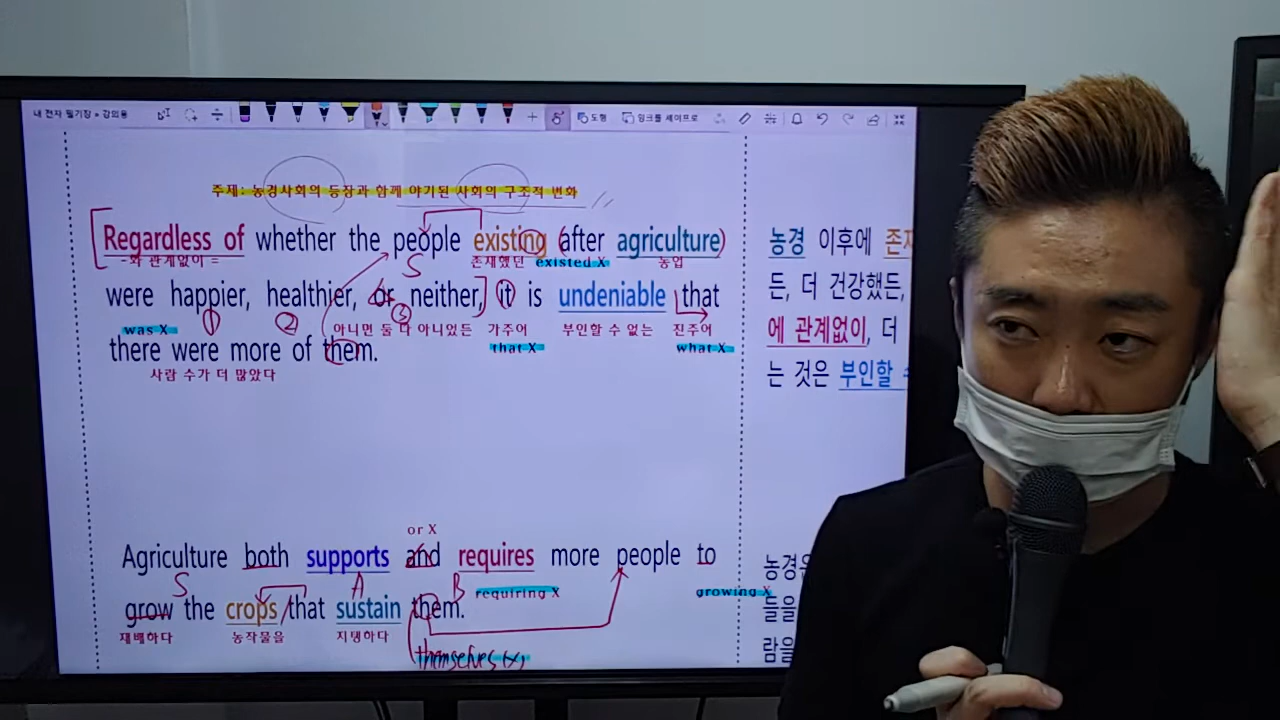 내 전자 필기장 » 강의용
도형
잉크를 셰이프로
주제: 농경사회의 등장과 함께 야기된 사회의 구조적 변화
Regardless of whether the people existing (after agriculture)
~와 관계없이 =
S
존재했던
existed X
농업
were happier, healthier, or neither, it is undeniable that
was X
①
②
③
아니면 둘 다 아니었든
가주어
부인할 수 없는
진주어
that X
what X
there were more of them.
사람 수가 더 많았다
or X
Agriculture both supports and requires more people to
S
A
B
requiring X
growing X
grow the crops that sustain them.
재배하다
농작물을
지탱하다
themselves (x)
농경 이후에
든, 더 건강했든,
에 관계없이, 더
는 것은 부인할